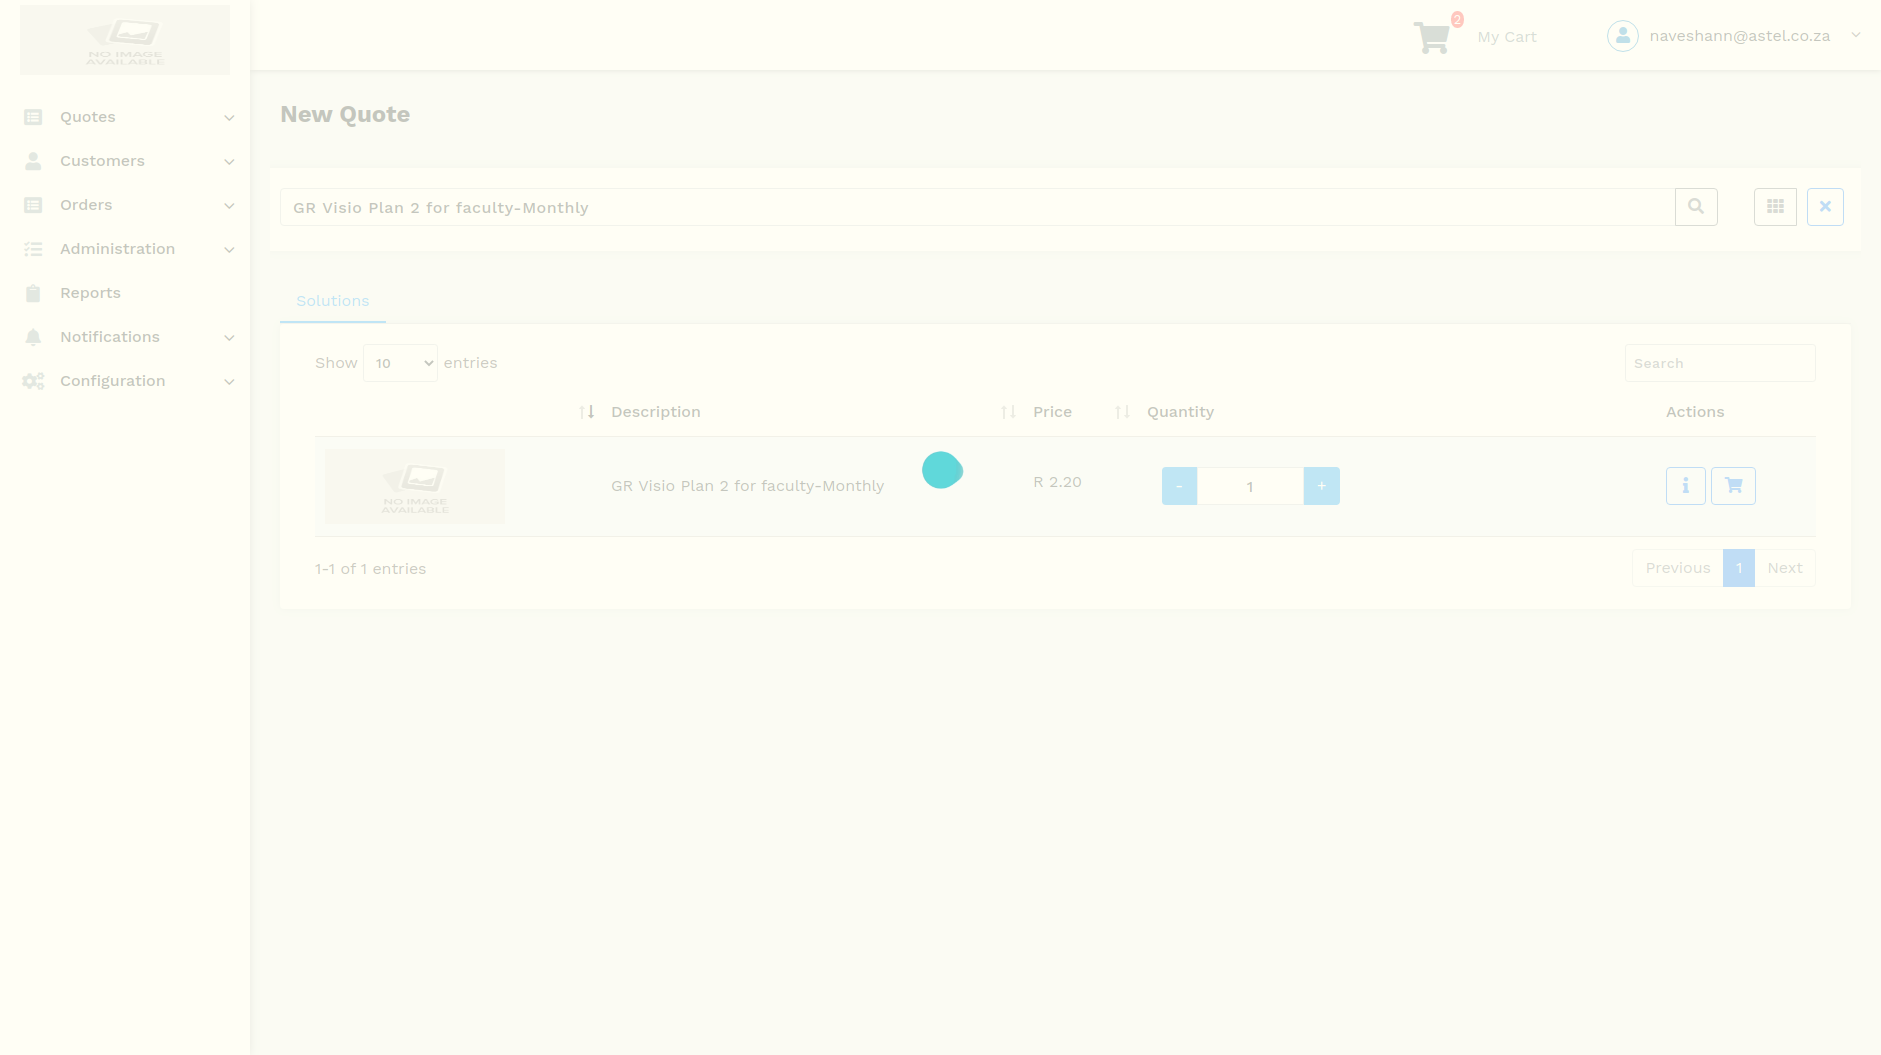 NO IMAGE
AVAILABLE
2
My Cart
naveshann@astel.co.za
Quotes
Customers
Orders
Administration
Reports
Notifications
Configuration
New Quote
GR Visio Plan 2 for faculty-Monthly
Solutions
Show 10 entries
Search
Description Price Quantity Actions
NO IMAGE
AVAILABLE
GR Visio Plan 2 for faculty-Monthly R 2.20 - 1 +
1-1 of 1 entries
Previous 1 Next